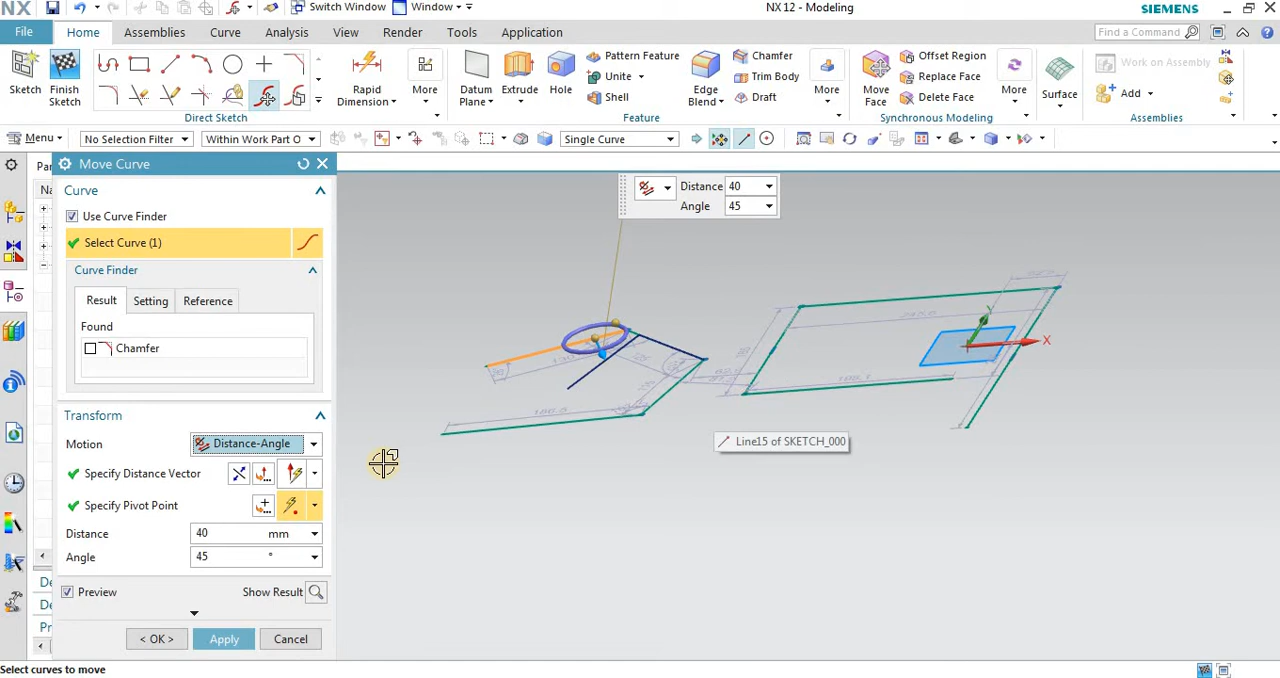 NX
Switch Window
Window
NX 12 - Modeling
SIEMENS
File
Home
Assemblies
Curve
Analysis
View
Render
Tools
Application
Find a Command
Sketch
Finish Sketch
Direct Sketch
Rapid Dimension
More
Datum Plane
Extrude
Hole
Pattern Feature
Unite
Shell
Edge Blend
Chamfer
Trim Body
Draft
More
Feature
Move Face
Offset Region
Replace Face
Delete Face
More
Synchronous Modeling
Surface
Work on Assembly
Add
Assemblies
Menu
No Selection Filter
Within Work Part O
Single Curve
Move Curve
Par
Na
Curve
Use Curve Finder
Select Curve (1)
Curve Finder
Result
Setting
Reference
Found
Chamfer
Transform
Motion
Distance-Angle
Specify Distance Vector
Specify Pivot Point
Distance
40
mm
Angle
45
°
Preview
Show Result
< OK >
Apply
Cancel
De
De
Pr
Distance 40
Angle 45
X
Line15 of SKETCH_000
Select curves to move